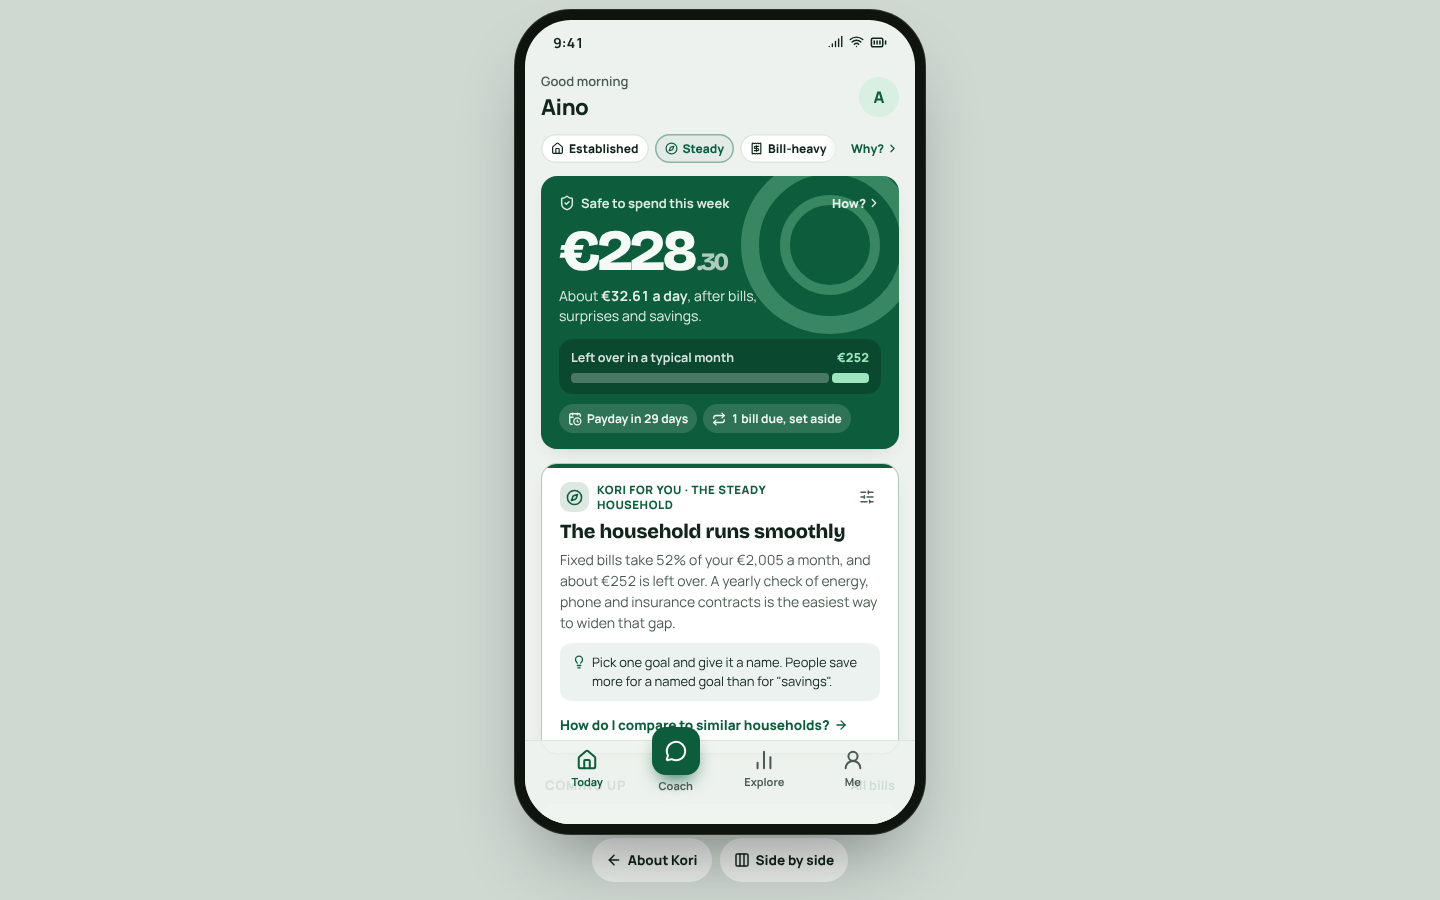 9:41
Good morning
Aino
A
Established
Steady
Bill-heavy
Why?
Safe to spend this week
How?
€228.30
About €32.61 a day, after bills,
surprises and savings.
Left over in a typical month
€252
Payday in 29 days
1 bill due, set aside
KORI FOR YOU · THE STEADY
HOUSEHOLD
The household runs smoothly
Fixed bills take 52% of your €2,005 a month, and
about €252 is left over. A yearly check of energy,
phone and insurance contracts is the easiest way
to widen that gap.
Pick one goal and give it a name. People save
more for a named goal than for "savings".
How do I compare to similar households?
Today
Coach
Explore
Me
UP
bills
About Kori
Side by side